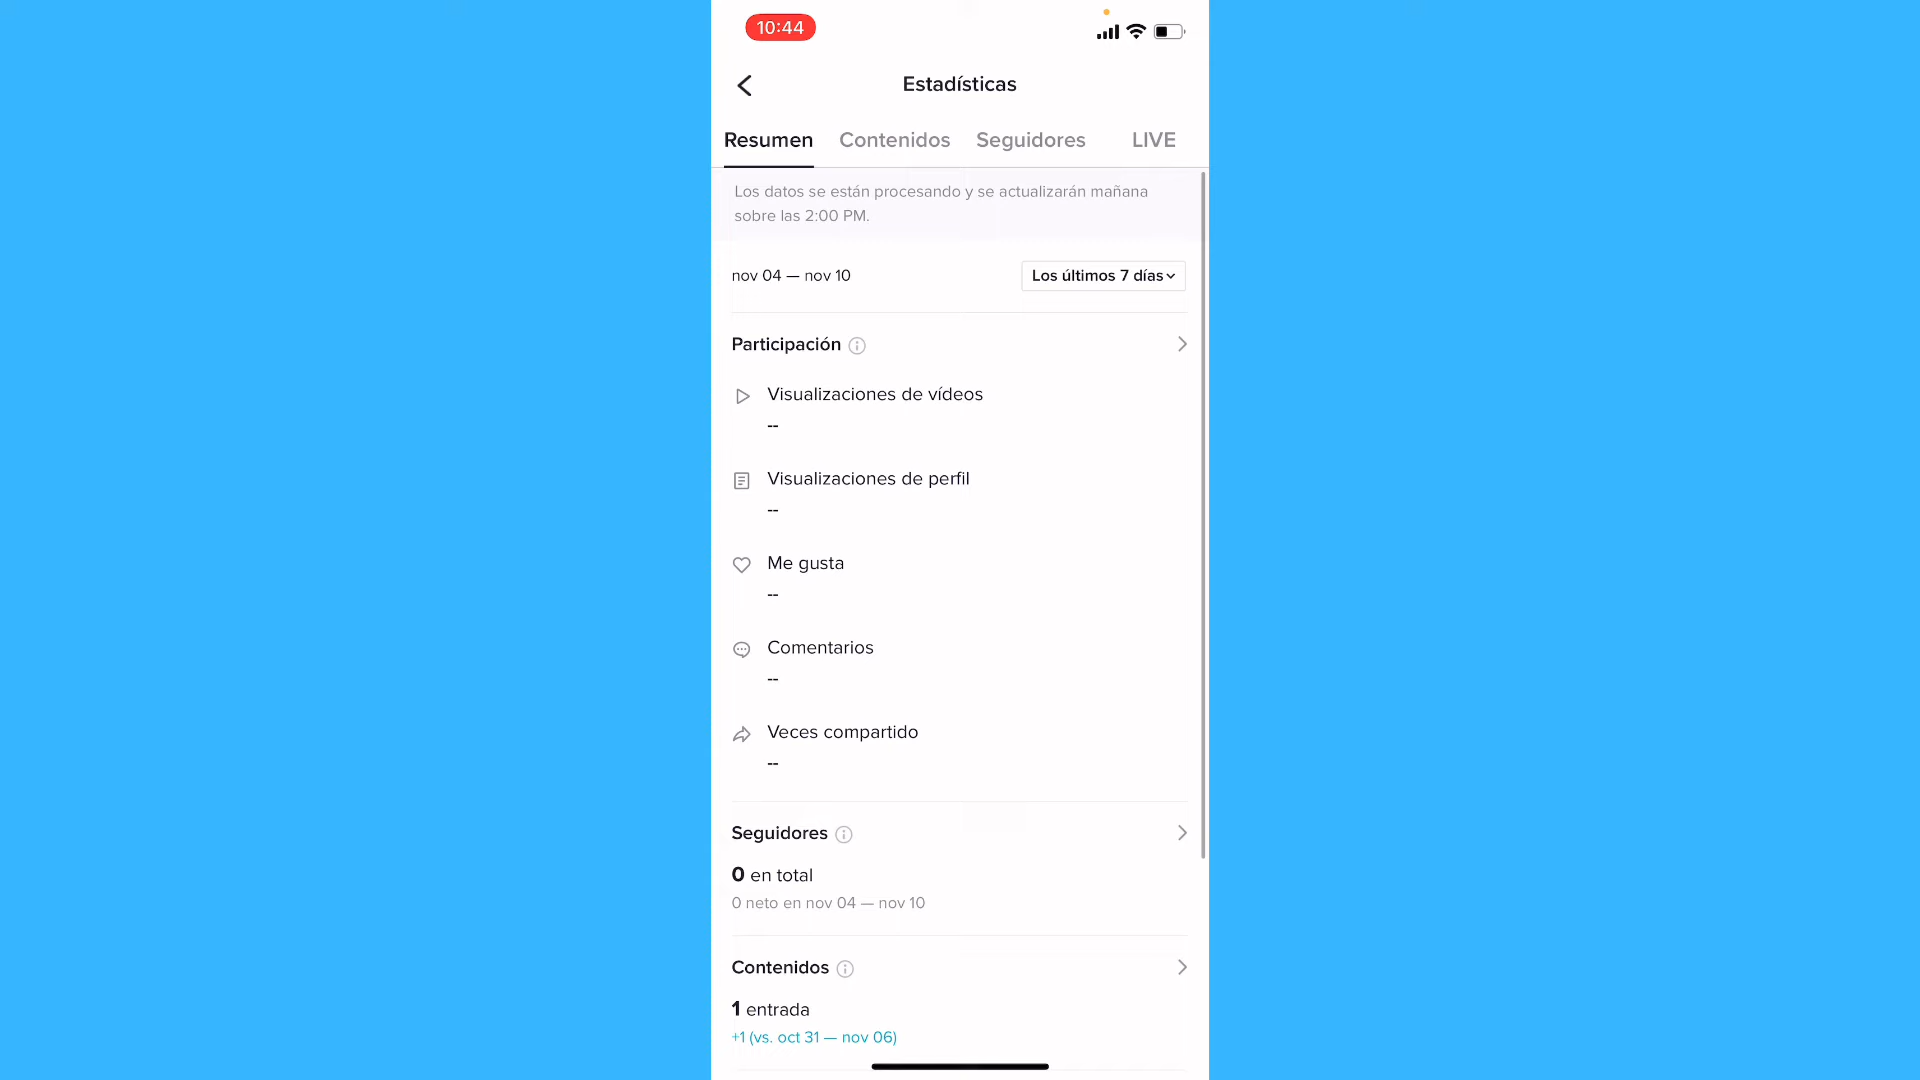 10:44
Estadísticas
Resumen Contenidos Seguidores LIVE
Los datos se están procesando y se actualizarán mañana
sobre las 2:00 PM.
nov 04 — nov 10 Los últimos 7 días
Participación
Visualizaciones de vídeos
--
Visualizaciones de perfil
--
Me gusta
--
Comentarios
--
Veces compartido
--
Seguidores
0 en total
0 neto en nov 04 — nov 10
Contenidos
1 entrada
+1 (vs. oct 31 — nov 06)